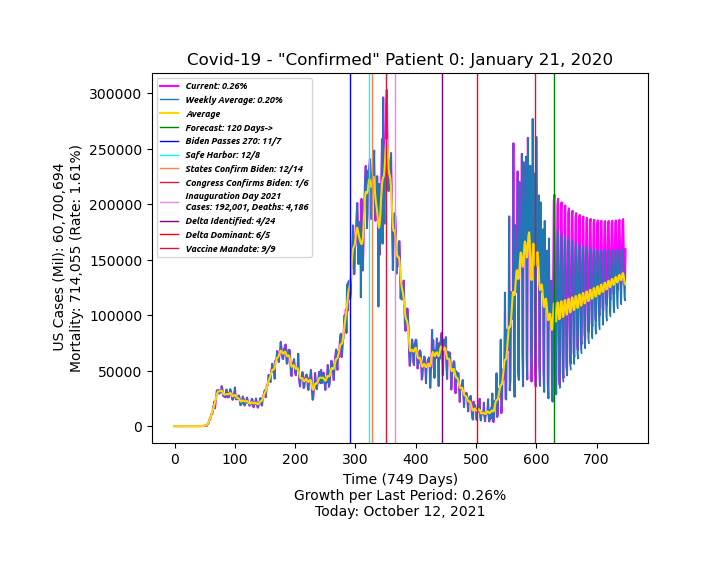 Covid-19 - "Confirmed" Patient 0: January 21, 2020
300000
250000
200000
150000
100000
50000
0
US Cases (Mil): 60,700,694
Mortality: 714,055 (Rate: 1.61%)
Current: 0.26%
Weekly Average: 0.20%
Average
Forecast: 120 Days->
Biden Passes 270: 11/7
Safe Harbor: 12/8
States Confirm Biden: 12/14
Congress Confirms Biden: 1/6
Inauguration Day 2021
Cases: 192,001, Deaths: 4,186
Delta Identified: 4/24
Delta Dominant: 6/5
Vaccine Mandate: 9/9
0 100 200 300 400 500 600 700
Time (749 Days)
Growth per Last Period: 0.26%
Today: October 12, 2021